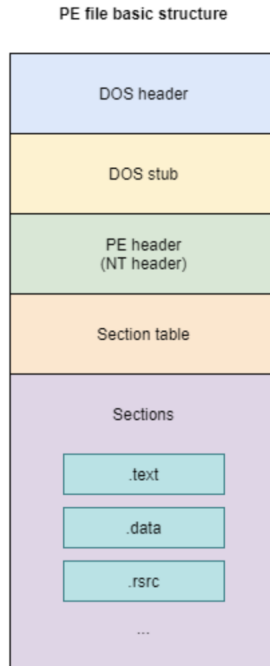 PE file basic structure
DOS header
DOS stub
PE header
(NT header)
Section table
Sections
.text
.data
.rsrc
...